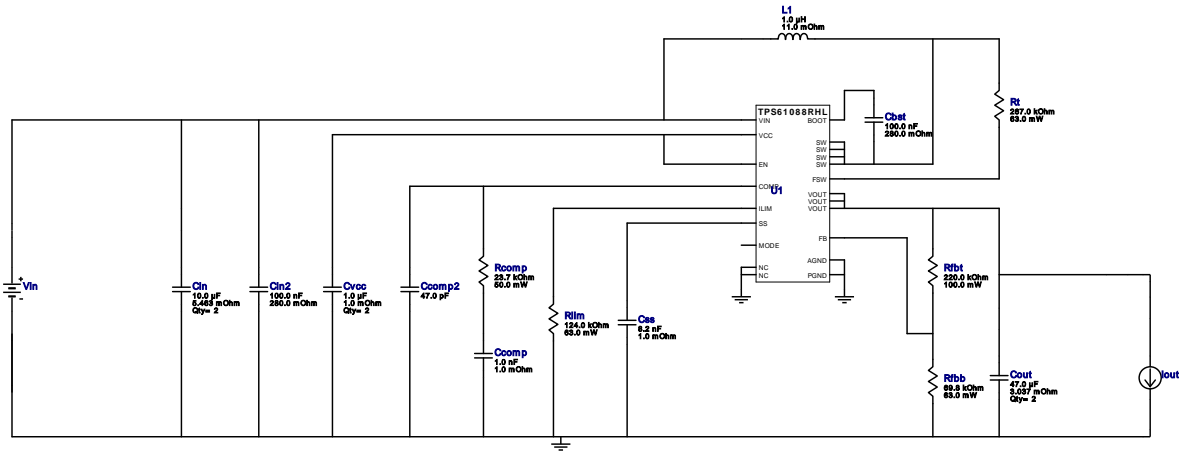 L1
1.0 µH
11.0 mOhm
TPS61088RHL
VIN
VCC
EN
COMP
U1
ILIM
SS
MODE
NC
NC
BOOT
SW
SW
SW
SW
FSW
VOUT
VOUT
VOUT
FB
AGND
PGND
Cbst
100.0 nF
280.0 mOhm
Rt
267.0 kOhm
63.0 mW
+
-
Vin
Cin
10.0 µF
5.463 mOhm
Qty= 2
Cin2
100.0 nF
280.0 mOhm
Cvcc
1.0 µF
1.0 mOhm
Qty= 2
Ccomp2
47.0 pF
Rcomp
23.7 kOhm
50.0 mW
Ccomp
1.0 nF
1.0 mOhm
Rlim
124.0 kOhm
63.0 mW
Css
8.2 nF
1.0 mOhm
Rfbt
220.0 kOhm
100.0 mW
Rfbb
69.8 kOhm
63.0 mW
Cout
47.0 µF
3.037 mOhm
Qty= 2
Iout